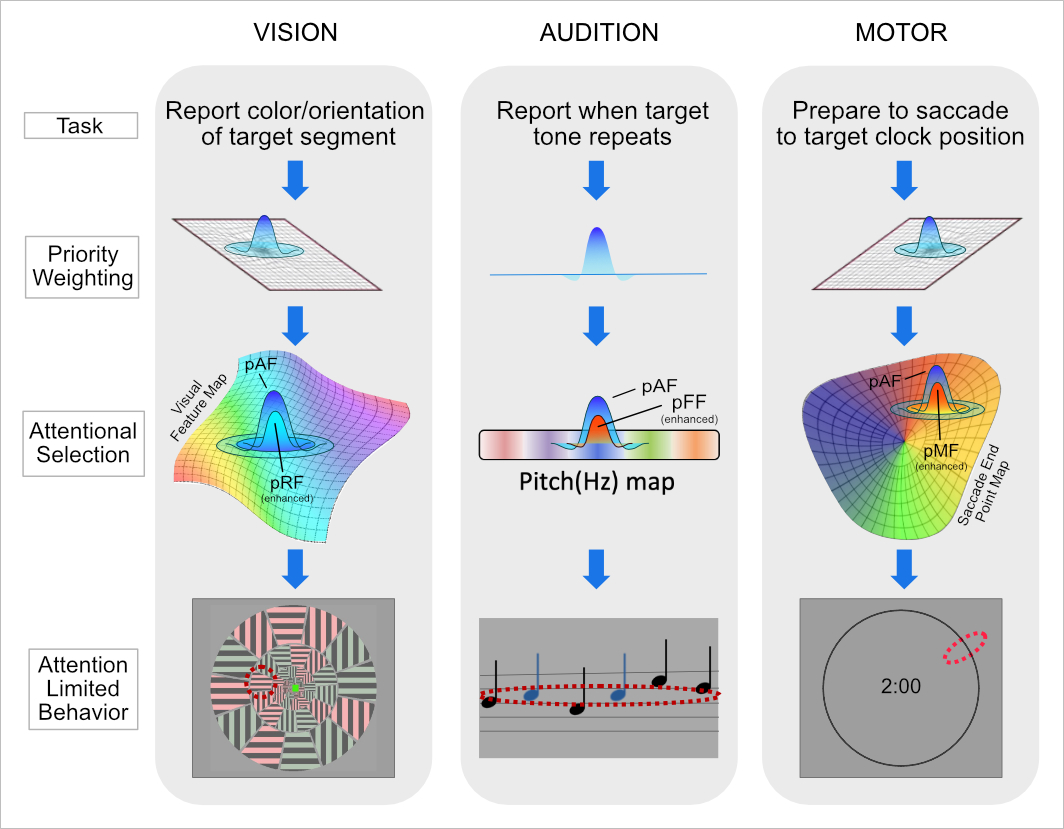 VISION
AUDITION
MOTOR
Task
Report color/orientation
of target segment
Report when target
tone repeats
Prepare to saccade
to target clock position
Priority
Weighting
Attentional
Selection
Visual
Feature Map
pAF
pRF
(enhanced)
pAF
pFF
(enhanced)
Pitch(Hz) map
pAF
pMF
(enhanced)
Saccade End
Point Map
Attention
Limited
Behavior
2:00